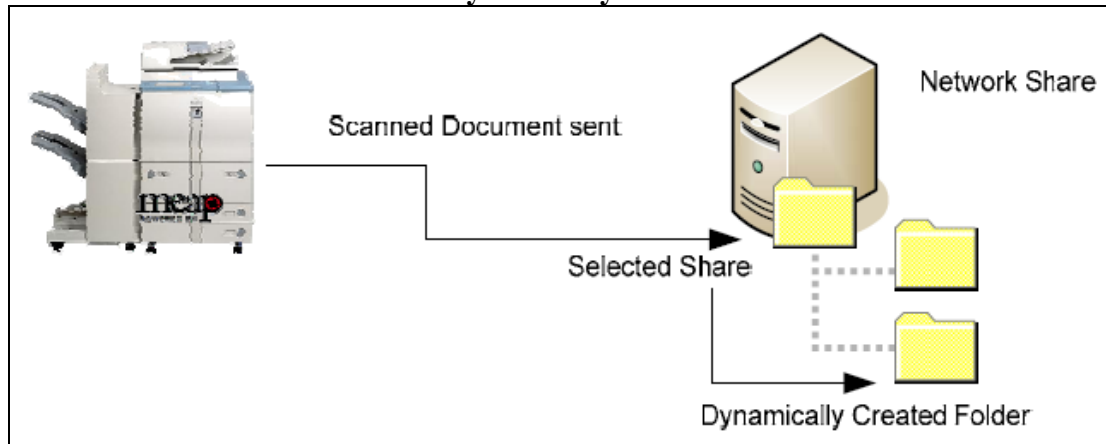 Scanned Document sent
Network Share
meap
Selected Share
Dynamically Created Folder